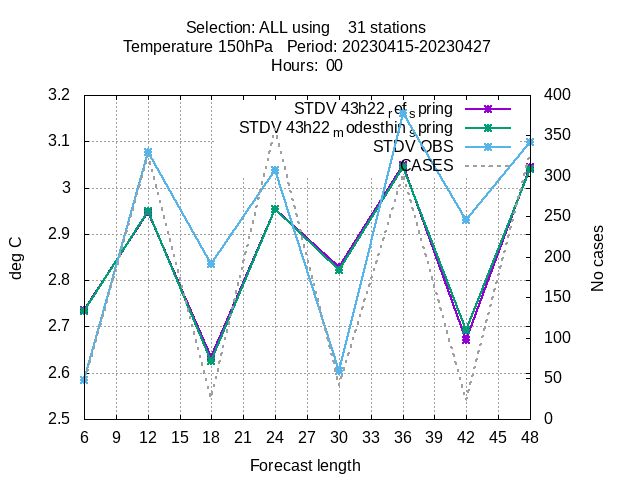 Selection: ALL using    31 stations
Temperature 150hPa   Period: 20230415-20230427
Hours:  00
3.2
3.1
3
2.9
2.8
2.7
2.6
2.5
deg C
400
350
300
250
200
150
100
50
0
No cases
STDV 43h22_ref_spring
STDV 43h22_modesthin_spring
STDV OBS
CASES
6 9 12 15 18 21 24 27 30 33 36 39 42 45 48
Forecast length